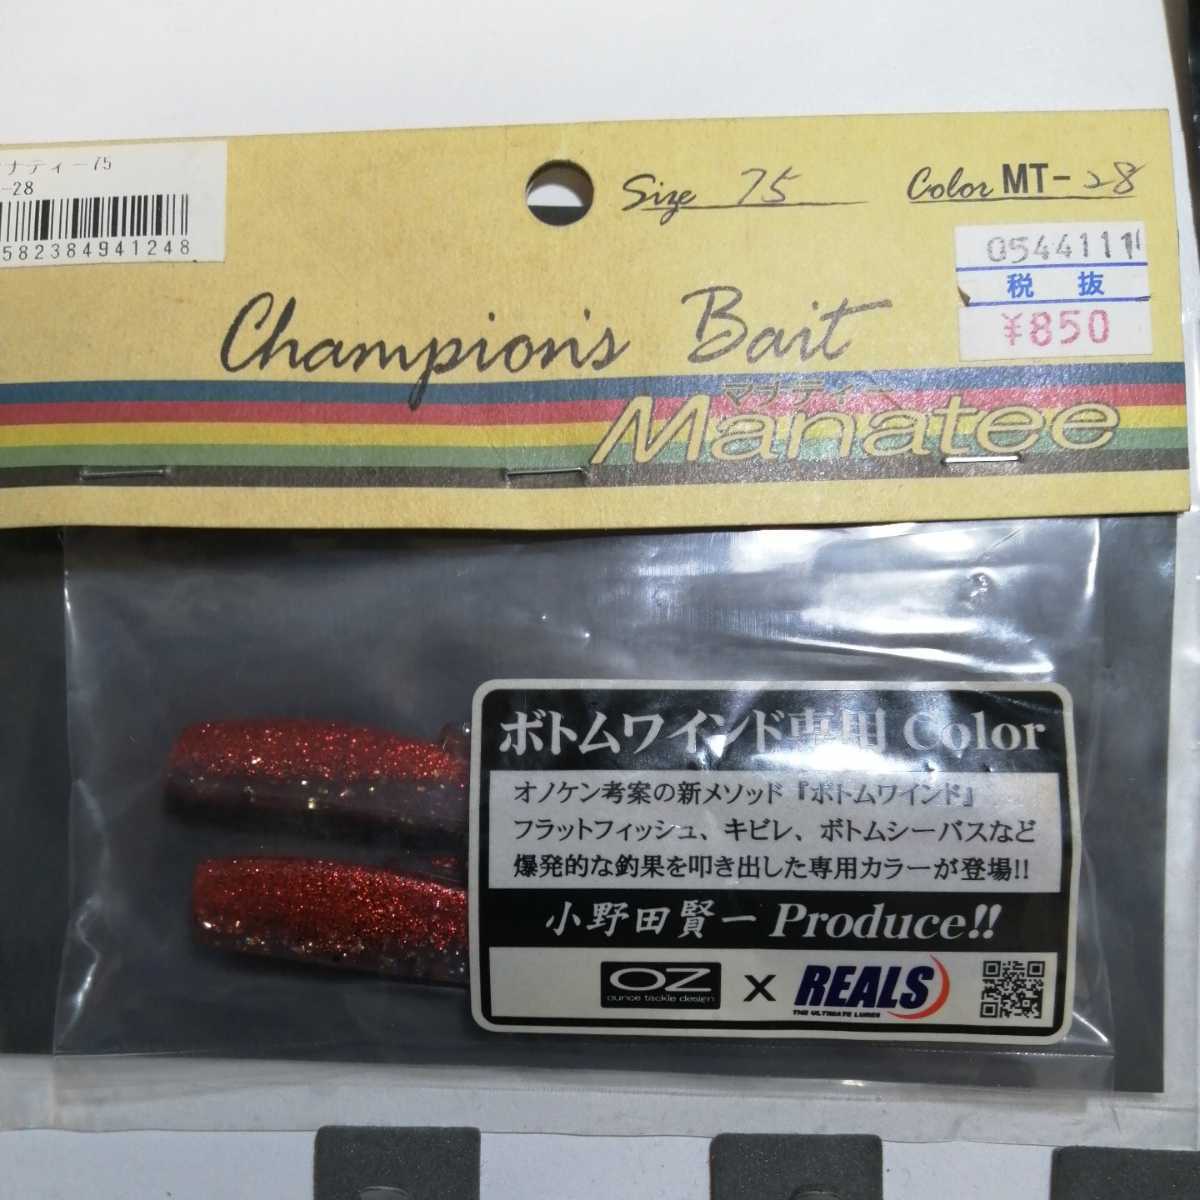 ナティー75
-28
582384941248
Size 75
Color MT-28
0544111
税 抜
¥850
Champion's Bait
マナティー
Manatee
ボトムワインド専用 Color
オノケン考案の新メソッド『ボトムワインド』
フラットフィッシュ、キビレ、ボトムシーバスなど
爆発的な釣果を叩き出した専用カラーが登場!!
小野田賢一 Produce!!
OZ
ounce tackle design
X
REALS
THE ULTIMATE LURES